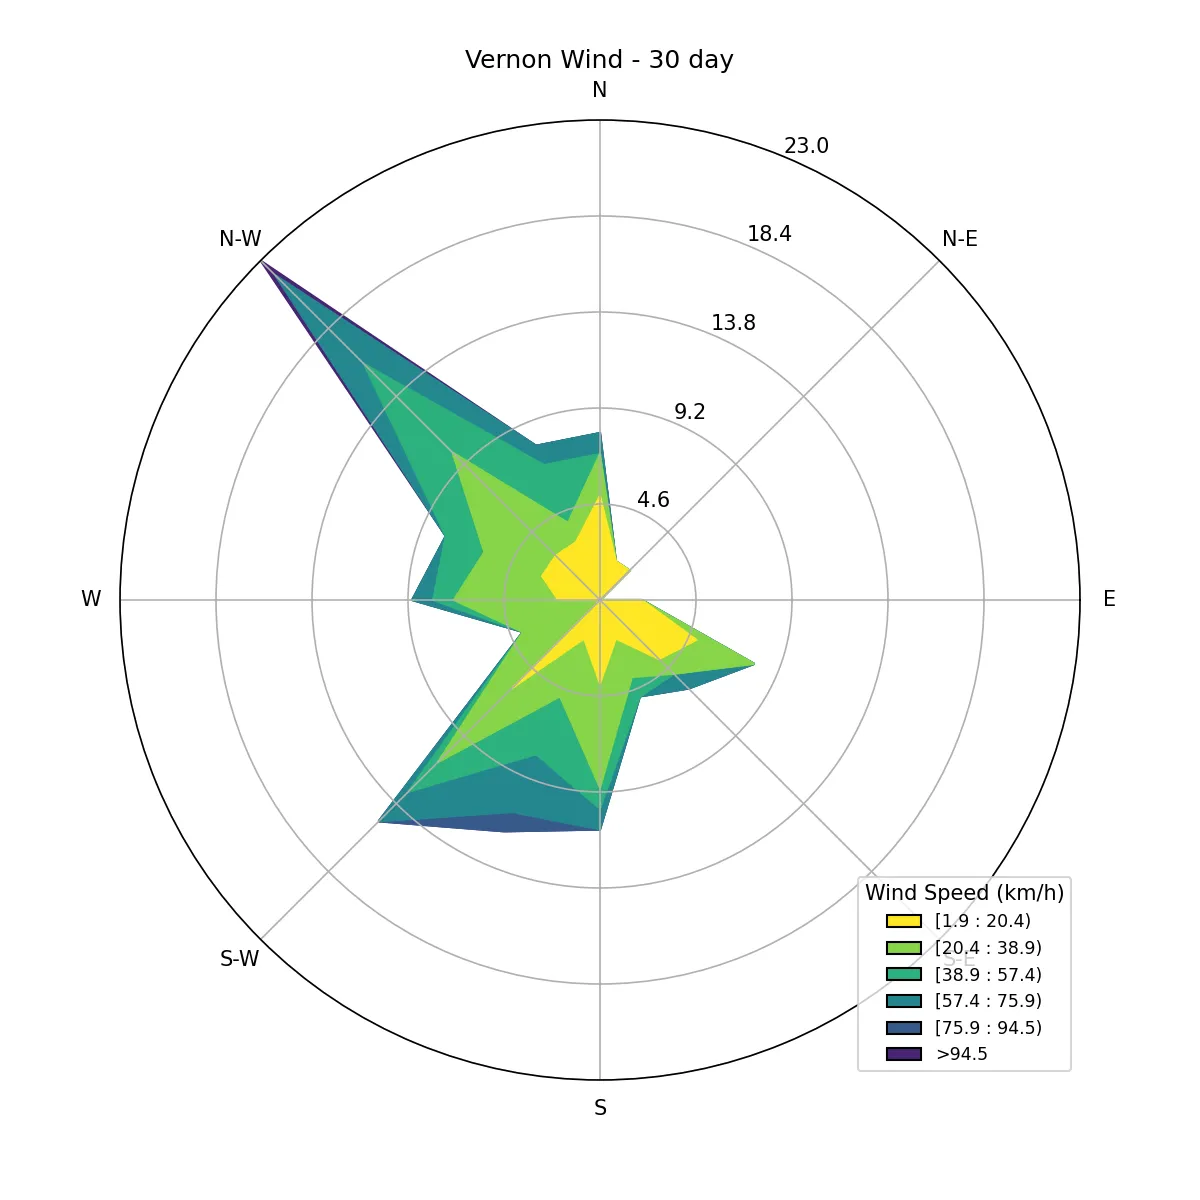 Vernon Wind - 30 day
N
23.0
18.4
N-W
N-E
13.8
9.2
4.6
W
E
Wind Speed (km/h)
[1.9 : 20.4)
[20.4 : 38.9)
S-W
S-E
[38.9 : 57.4)
[57.4 : 75.9)
[75.9 : 94.5)
>94.5
S